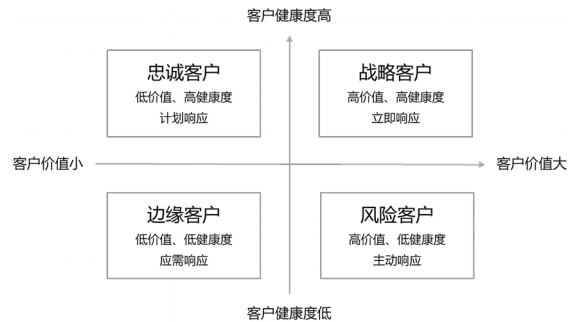 客户健康度高
忠诚客户
低价值、高健康度
计划响应
战略客户
高价值、高健康度
立即响应
客户价值小
客户价值大
边缘客户
低价值、低健康度
应需响应
风险客户
高价值、低健康度
主动响应
客户健康度低